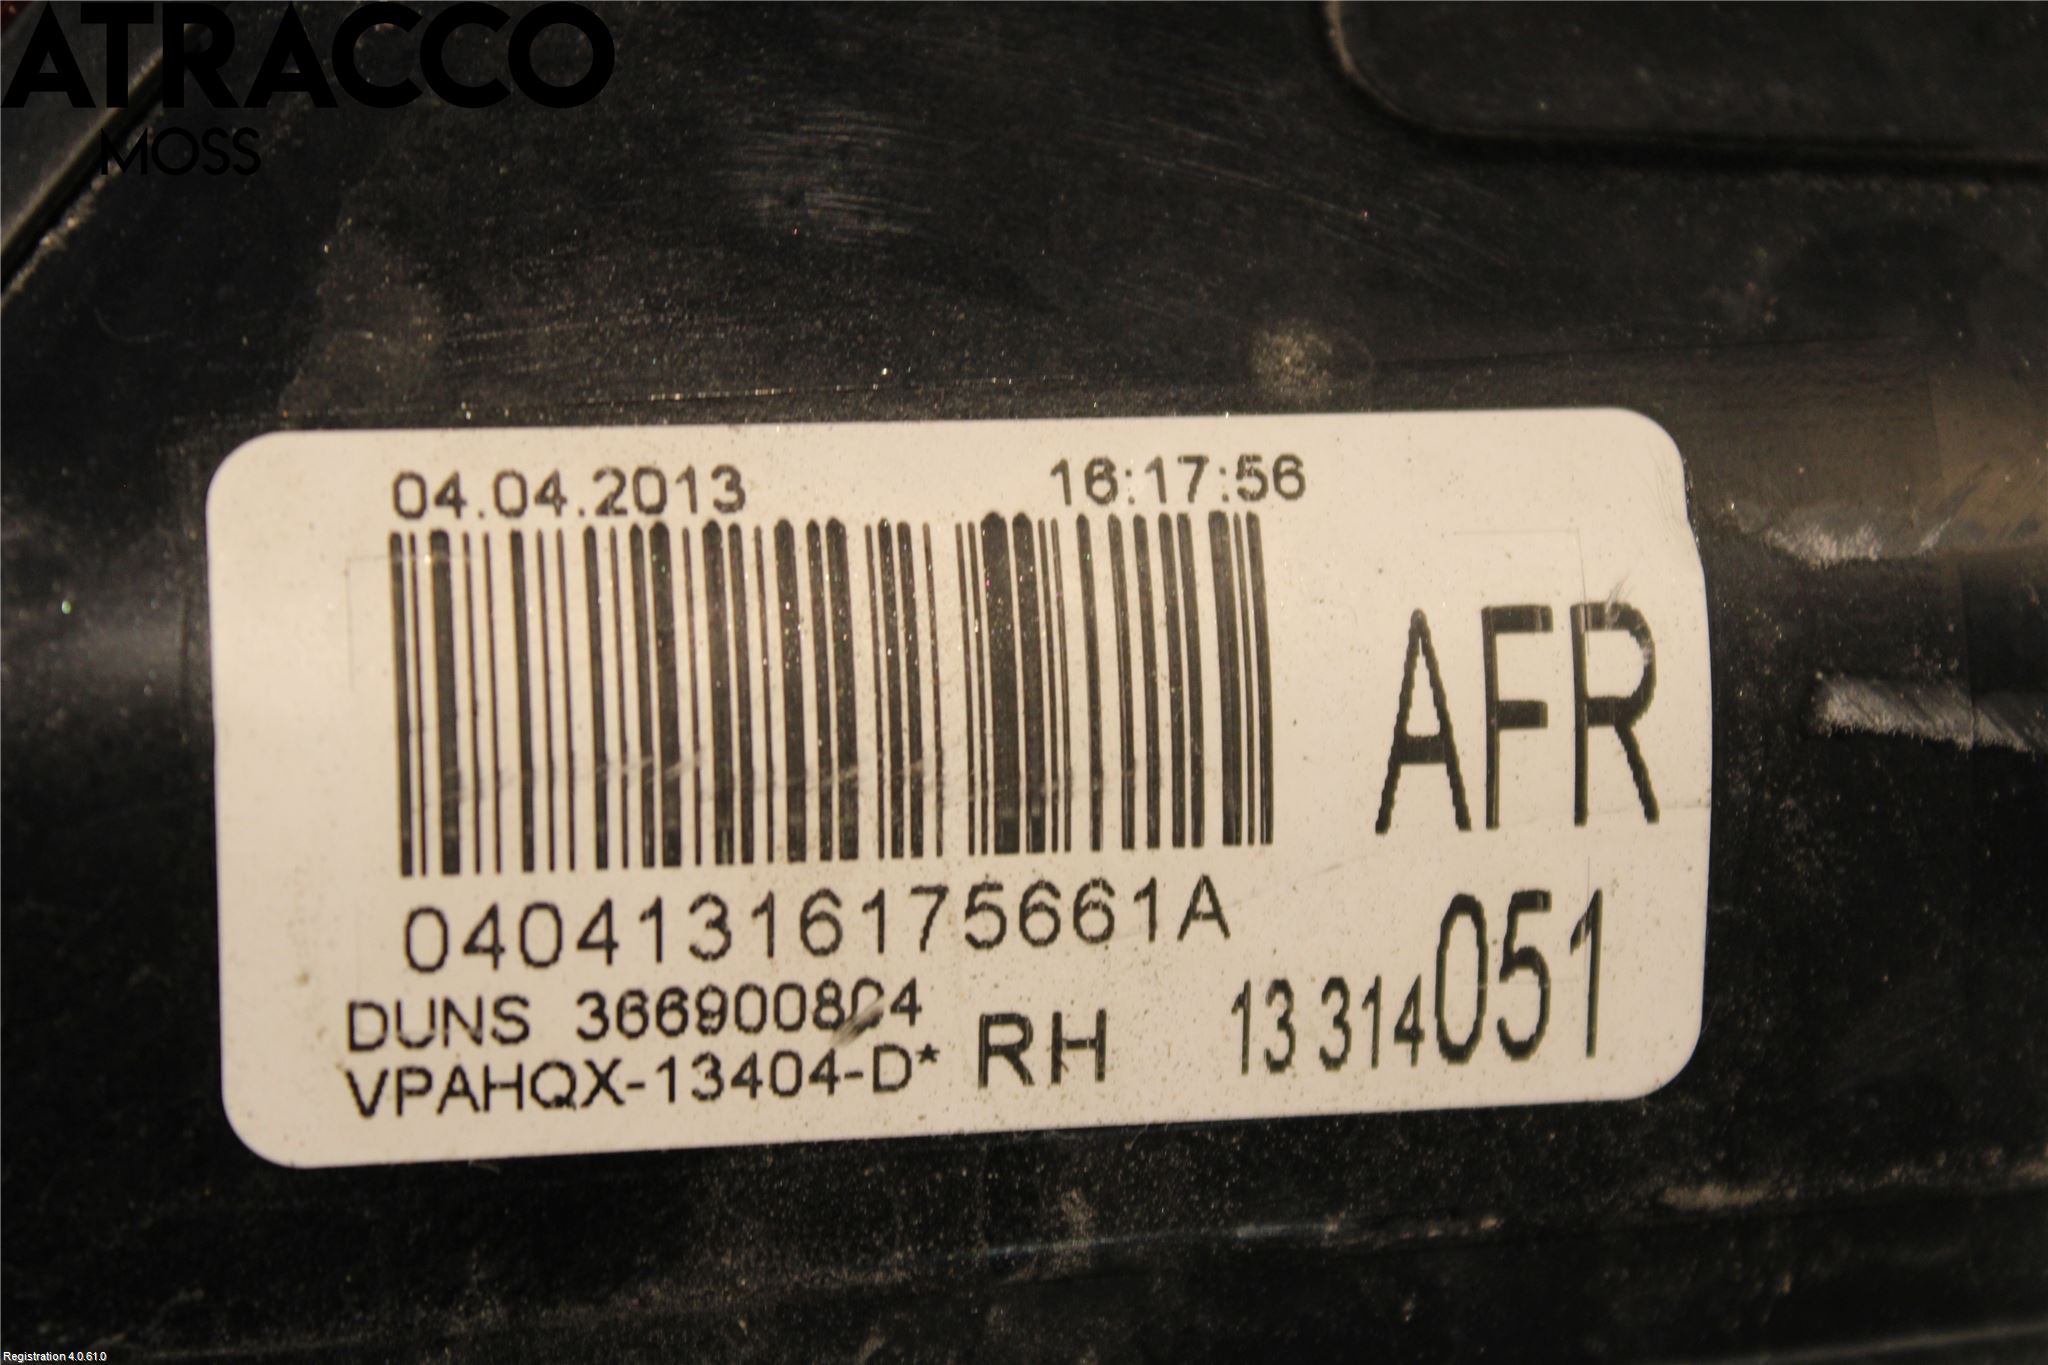 ATRACCO
MOSS
04.04.2013 16:17:56
AFR
04041316175661A
DUNS 366900804
VPAHQX-13404-D* RH 13 314 051
Registration 4.0.61.0